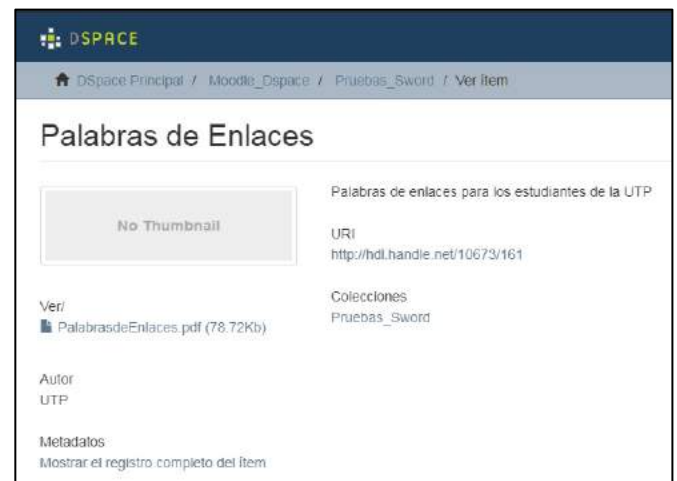 DSPACE
DSpace Principal / Moodle_Dspace / Pruebas_Sword / Ver ítem
Palabras de Enlaces
No Thumbnail
Ver/
PalabrasdeEnlaces.pdf (78.72Kb)
Autor
UTP
Metadatos
Mostrar el registro completo del ítem
Palabras de enlaces para los estudiantes de la UTP
URI
http://hdl.handle.net/10673/161
Colecciones
Pruebas_Sword